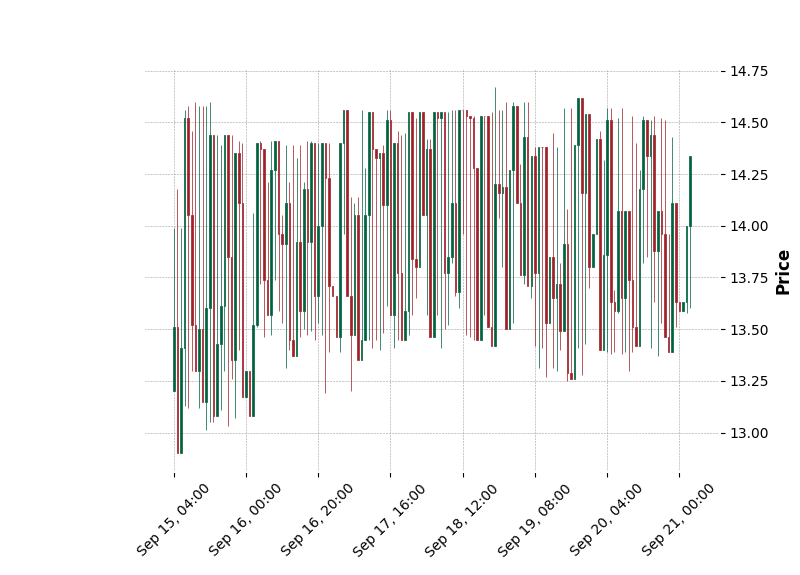 14.75
14.50
14.25
14.00
13.75
13.50
13.25
13.00
Price
Sep 15, 04:00
Sep 16, 00:00
Sep 16, 20:00
Sep 17, 16:00
Sep 18, 12:00
Sep 19, 08:00
Sep 20, 04:00
Sep 21, 00:00